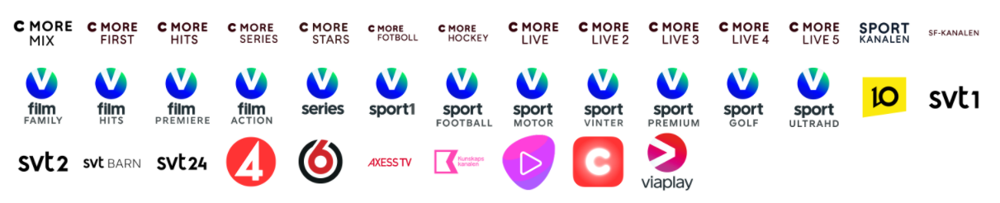 C MORE MIX
C MORE FIRST
C MORE HITS
C MORE SERIES
C MORE STARS
C MORE FOTBOLL
C MORE HOCKEY
C MORE LIVE
C MORE LIVE 2
C MORE LIVE 3
C MORE LIVE 4
C MORE LIVE 5
SPORT KANALEN
SF-KANALEN
V film FAMILY
V film HITS
V film PREMIERE
V film ACTION
V series
V sport1
V sport FOOTBALL
V sport MOTOR
V sport VINTER
V sport PREMIUM
V sport GOLF
V sport ULTRAHD
10
svt1
svt2
svt BARN
svt24
4
6
AXESS TV
K Kunskaps kanalen
C
viaplay